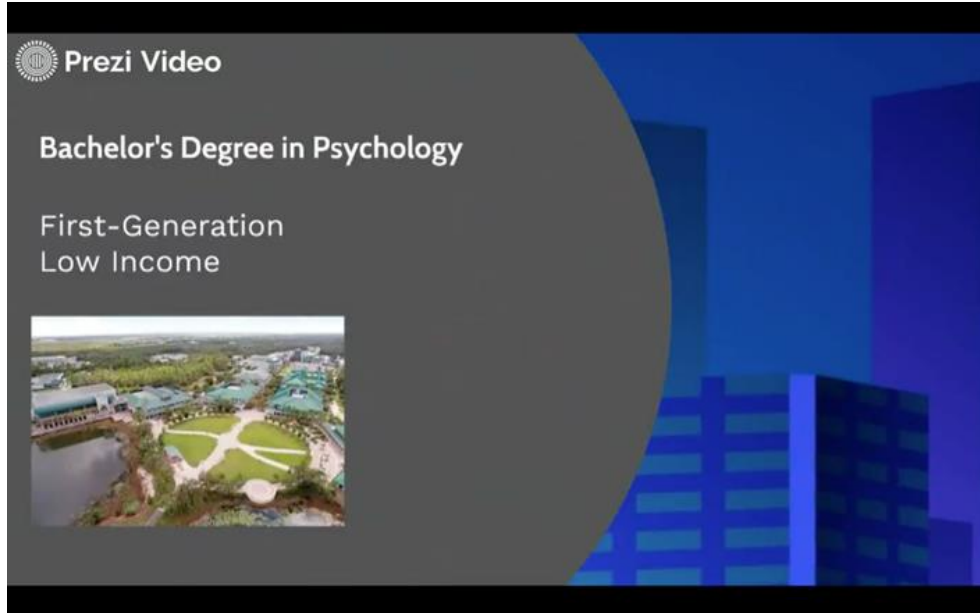 Prezi Video
Bachelor's Degree in Psychology
First-Generation
Low Income